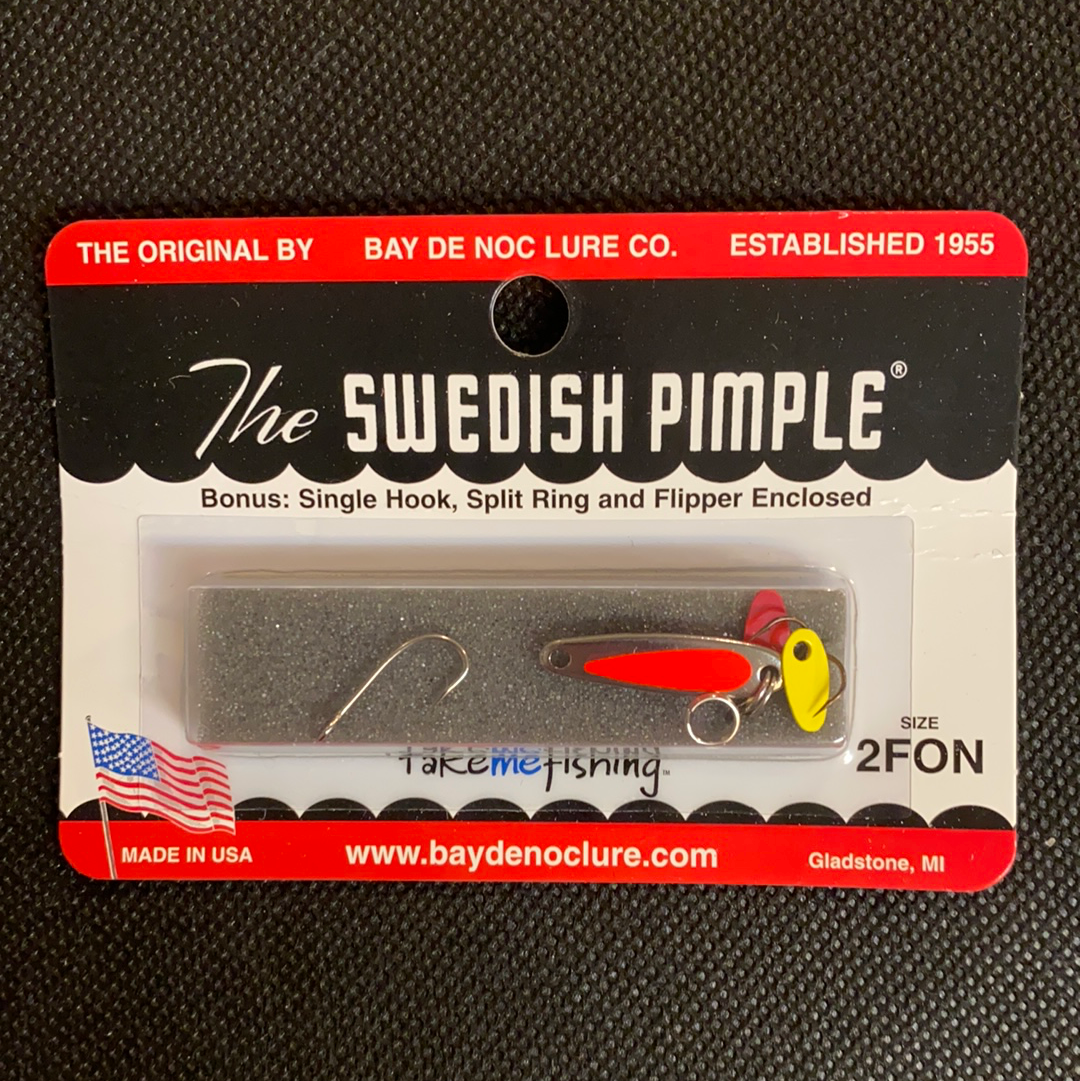 THE ORIGINAL BY BAY DE NOC LURE CO. ESTABLISHED 1955
The SWEDISH PIMPLE®
Bonus: Single Hook, Split Ring and Flipper Enclosed
SIZE
2FON
takemefishing™
MADE IN USA www.baydenoclure.com Gladstone, MI